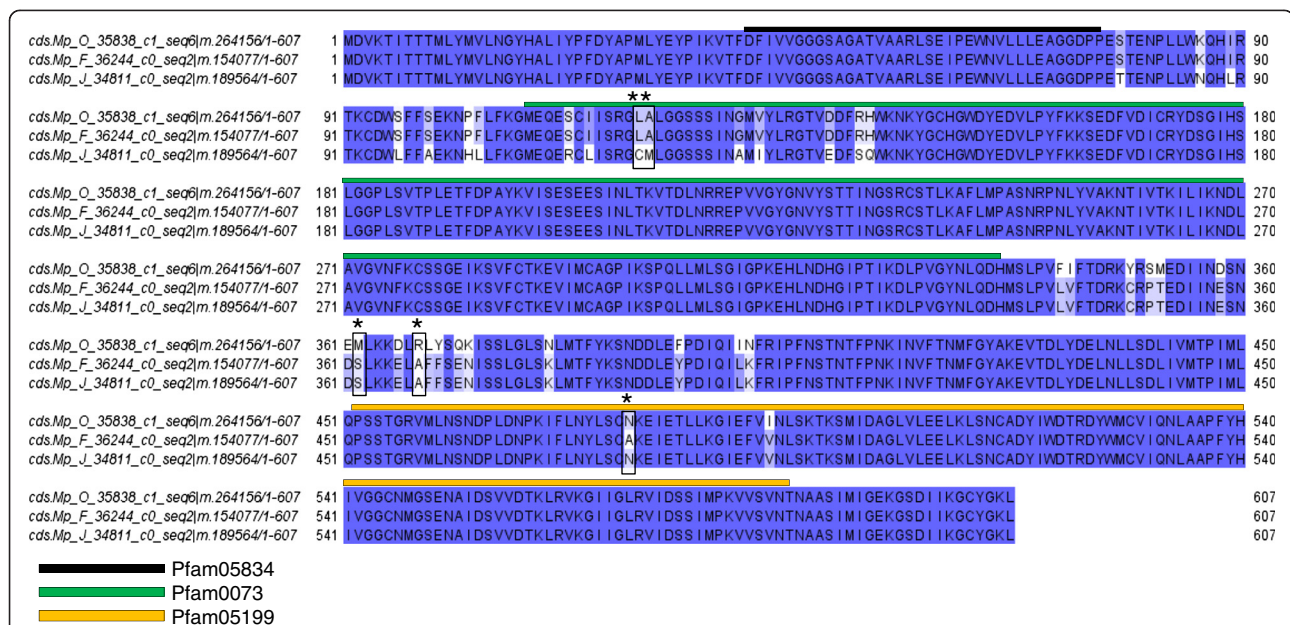 cds.Mp_O_35838_c1_seq6|m.264156/1-607 1 MDVKTITTTMLYMVLNGYHALIYPFDYAPMLYEYPIKVTFDFIVVGGGSAGATVAARLSEIPEWNVLLLEAGGDPPESTENPLLWKQHIR 90
cds.Mp_F_36244_c0_seq2|m.154077/1-607 1 MDVKTITTTMLYMVLNGYHALIYPFDYAPMLYEYPIKVTFDFIVVGGGSAGATVAARLSEIPEWNVLLLEAGGDPPESTENPLLWKQHIR 90
cds.Mp_J_34811_c0_seq2|m.189564/1-607 1 MDVKTITTTMLYMVLNGYHALIYPFDYAPMLYEYPIKVTFDFIVVGGGSAGATVAARLSEIPEWNVLLLEAGGDPPETTENPLLWNQHLR 90
**
cds.Mp_O_35838_c1_seq6|m.264156/1-607 91 TKCDWSFFSEKNPFLFKGMEQESCIISRGLALGGSSSINGMVYLRGTVDDFRHWKNKYGCHGWDYEDVLPYFKKSEDFVDICRYDSGIHS 180
cds.Mp_F_36244_c0_seq2|m.154077/1-607 91 TKCDWSFFSEKNPFLFKGMEQESCIISRGLALGGSSSINGMVYLRGTVDDFRHWKNKYGCHGWDYEDVLPYFKKSEDFVDICRYDSGIHS 180
cds.Mp_J_34811_c0_seq2|m.189564/1-607 91 TKCDWLFFAEKNHLLFKGMEQERCLISRGCMLGGSSSINAMIYLRGTVEDFSQWKNKYGCHGWDYEDVLPYFKKSEDFVDICRYDSGIHS 180
cds.Mp_O_35838_c1_seq6|m.264156/1-607 181 LGGPLSVTPLETFDPAYKVISESEESINLTKVTDLNRREPVVGYGNVYSTTINGSRCSTLKAFLMPASNRPNLYVAKNTIVTKILIKNDL 270
cds.Mp_F_36244_c0_seq2|m.154077/1-607 181 LGGPLSVTPLETFDPAYKVISESEESINLTKVTDLNRREPVVGYGNVYSTTINGSRCSTLKAFLMPASNRPNLYVAKNTIVTKILIKNDL 270
cds.Mp_J_34811_c0_seq2|m.189564/1-607 181 LGGPLSVTPLETFDPAYKVISESEESINLTKVTDLNRREPVVGYGNVYSTTINGSRCSTLKAFLMPASNRPNLYVAKNTIVTKILIKNDL 270
cds.Mp_O_35838_c1_seq6|m.264156/1-607 271 AVGVNFKCSSGEIKSVFCTKEVIMCAGPIKSPQLLMLSGIGPKEHLNDHGIPTIKDLPVGYNLQDHMSLPVFIFTDRKYRSMEDIINDSN 360
cds.Mp_F_36244_c0_seq2|m.154077/1-607 271 AVGVNFKCSSGEIKSVFCTKEVIMCAGPIKSPQLLMLSGIGPKEHLNDHGIPTIKDLPVGYNLQDHMSLPVLVFTDRKCRPTEDIINESN 360
cds.Mp_J_34811_c0_seq2|m.189564/1-607 271 AVGVNFKCSSGEIKSVFCTKEVIMCAGPIKSPQLLMLSGIGPKEHLNDHGIPTIKDLPVGYNLQDHMSLPVLVFTDRKCRPTEDIINESN 360
* *
cds.Mp_O_35838_c1_seq6|m.264156/1-607 361 EMLKKDLRLYSQKISSLGLSNLMTFYKSNDDLEFPDIQIINFRIPFNSTNTFPNKINVFTNMFGYAKEVTDLYDELNLLSDLIVMTPIML 450
cds.Mp_F_36244_c0_seq2|m.154077/1-607 361 DSLKKELAFFSENISSLGLSKLMTFYKSNDDLEYPDIQILKFRIPFNSTNTFPNKINVFTNMFGYAKEVTDLYDELNLLSDLIVMTPIML 450
cds.Mp_J_34811_c0_seq2|m.189564/1-607 361 DSLKKELAFFSENISSLGLSKLMTFYKSNDDLEYPDIQILKFRIPFNSTNTFPNKINVFTNMFGYAKEVTDLYDELNLLSDLIVMTPIML 450
*
cds.Mp_O_35838_c1_seq6|m.264156/1-607 451 QPSSTGRVMLNSNDPLDNPKIFLNYLSCNKEIETLLKGIEFVINLSKTKSMIDAGLVLEELKLSNCADYIWDTRDYWMCVIQNLAAPFYH 540
cds.Mp_F_36244_c0_seq2|m.154077/1-607 451 QPSSTGRVMLNSNDPLDNPKIFLNYLSCAKEIETLLKGIEFVVNLSKTKSMIDAGLVLEELKLSNCADYIWDTRDYWMCVIQNLAAPFYH 540
cds.Mp_J_34811_c0_seq2|m.189564/1-607 451 QPSSTGRVMLNSNDPLDNPKIFLNYLSCNKEIETLLKGIEFVVNLSKTKSMIDAGLVLEELKLSNCADYIWDTRDYWMCVIQNLAAPFYH 540
cds.Mp_O_35838_c1_seq6|m.264156/1-607 541 IVGGCNMGSENAIDSVVDTKLRVKGIIGLRVIDSSIMPKVVSVNTNAASIMIGEKGSDIIKGCYGKL 607
cds.Mp_F_36244_c0_seq2|m.154077/1-607 541 IVGGCNMGSENAIDSVVDTKLRVKGIIGLRVIDSSIMPKVVSVNTNAASIMIGEKGSDIIKGCYGKL 607
cds.Mp_J_34811_c0_seq2|m.189564/1-607 541 IVGGCNMGSENAIDSVVDTKLRVKGIIGLRVIDSSIMPKVVSVNTNAASIMIGEKGSDIIKGCYGKL 607
Pfam05834
Pfam0073
Pfam05199